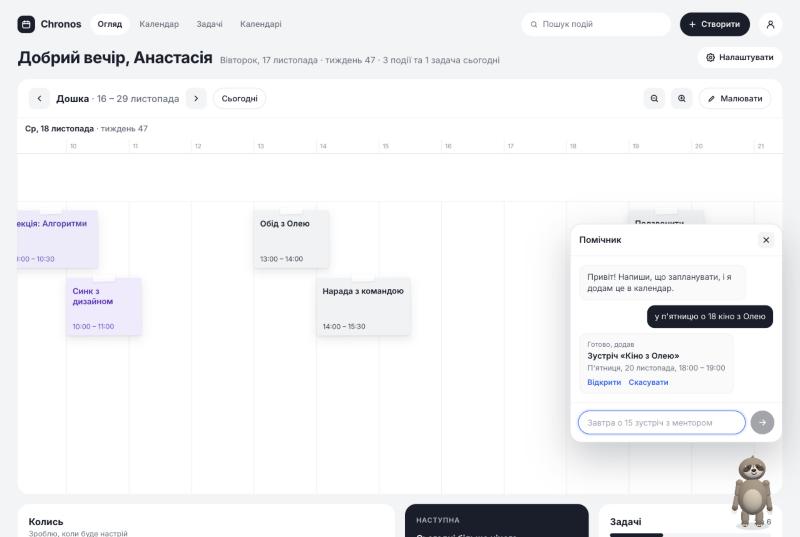 Chronos
Огляд
Календар
Задачі
Календарі
Пошук подій
+ Створити
Добрий вечір, Анастасія
Вівторок, 17 листопада · тиждень 47 · 3 події та 1 задача сьогодні
Налаштувати
Дошка · 16 – 29 листопада
Сьогодні
Малювати
Ср, 18 листопада · тиждень 47
10 11 12 13 14 15 16 17 18 19 20 21
екція: Алгоритми
:00 – 10:30
Обід з Олею
13:00 – 14:00
Синк з
дизайном
10:00 – 11:00
Нарада з командою
14:00 – 15:30
Помічник
Привіт! Напиши, що запланувати, і я
додам це в календар.
у п'ятницю о 18 кіно з Олею
Готово, додав
Зустріч «Кіно з Олею»
П'ятниця, 20 листопада, 18:00 – 19:00
Відкрити Скасувати
Завтра о 15 зустріч з ментором
Колись
Зроблю, коли буде настрій
НАСТУПНА
Задачі
6